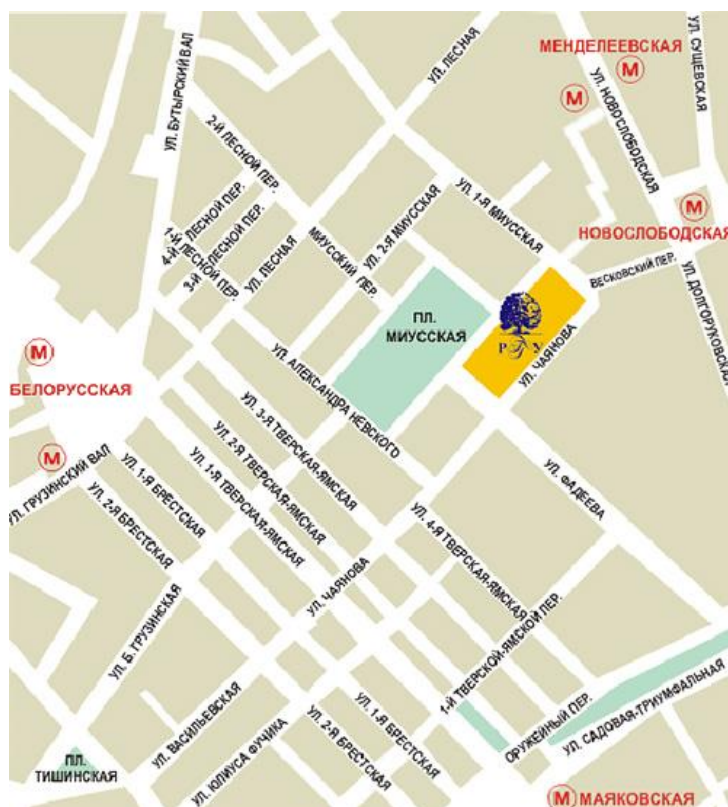 МЕНДЕЛЕЕВСКАЯ
М
М
УЛ. СУЩЕВСКАЯ
УЛ. НОВОСЛОБОДСКАЯ
УЛ. ЛЕСНАЯ
УЛ. БУТЫРСКИЙ ВАЛ
2-Й ЛЕСНОЙ ПЕР.
УЛ. 1-Я МИУССКАЯ
М
НОВОСЛОБОДСКАЯ
4-Й ЛЕСНОЙ ПЕР.
1-Й ЛЕСНОЙ ПЕР.
3-Й ЛЕСНОЙ ПЕР.
УЛ. ЛЕСНАЯ
МИУССКИЙ ПЕР.
УЛ. 2-Я МИУССКАЯ
ВЕСКОВСКИЙ ПЕР.
УЛ. ДОЛГОРУКОВСКАЯ
ПЛ.
МИУССКАЯ
Р Г У
УЛ. ЧАЯНОВА
М
БЕЛОРУССКАЯ
М
УЛ. АЛЕКСАНДРА НЕВСКОГО
УЛ. 3-Я ТВЕРСКАЯ-ЯМСКАЯ
УЛ. 2-Я ТВЕРСКАЯ-ЯМСКАЯ
УЛ. 1-Я ТВЕРСКАЯ-ЯМСКАЯ
УЛ. ГРУЗИНСКИЙ ВАЛ
УЛ. 1-Я БРЕСТСКАЯ
УЛ. 2-Я БРЕСТСКАЯ
УЛ. ФАДЕЕВА
УЛ. 4-Я ТВЕРСКАЯ-ЯМСКАЯ
УЛ. ЧАЯНОВА
УЛ. Б. ГРУЗИНСКАЯ
1-Й ТВЕРСКОЙ-ЯМСКОЙ ПЕР.
УЛ. ВАСИЛЬЕВСКАЯ
УЛ. ЮЛИУСА ФУЧИКА
УЛ. 1-Я БРЕСТСКАЯ
УЛ. 2-Я БРЕСТСКАЯ
ОРУЖЕЙНЫЙ ПЕР.
УЛ. САДОВАЯ-ТРИУМФАЛЬНАЯ
ПЛ.
ТИШИНСКАЯ
М МАЯКОВСКАЯ